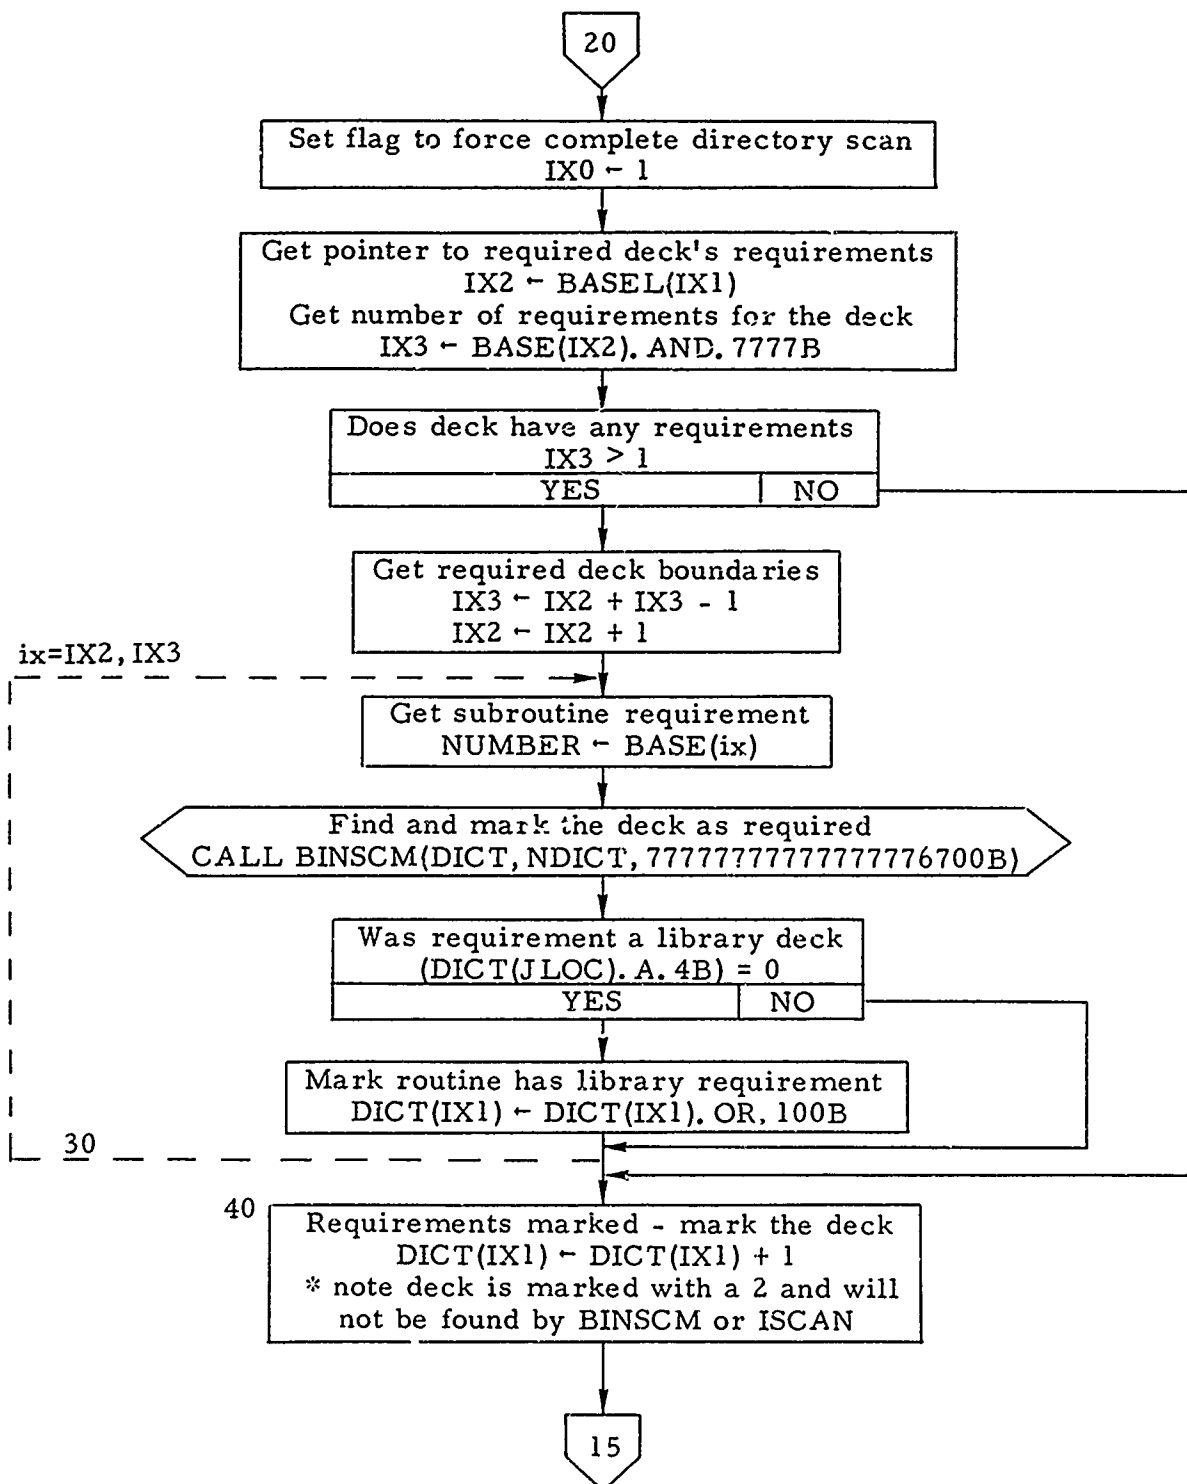 20
Set flag to force complete directory scan
IX0 ← 1
Get pointer to required deck's requirements
IX2 ← BASEL(IX1)
Get number of requirements for the deck
IX3 ← BASE(IX2). AND. 7777B
Does deck have any requirements
IX3 > 1
YES NO
Get required deck boundaries
IX3 ← IX2 + IX3 - 1
IX2 ← IX2 + 1
ix=IX2, IX3
Get subroutine requirement
NUMBER ← BASE(ix)
Find and mark the deck as required
CALL BINSCM(DICT, NDICT, 77777777777777776700B)
Was requirement a library deck
(DICT(JLOC). A. 4B) = 0
YES NO
Mark routine has library requirement
DICT(IX1) ← DICT(IX1). OR. 100B
30
40
Requirements marked - mark the deck
DICT(IX1) ← DICT(IX1) + 1
* note deck is marked with a 2 and will
not be found by BINSCM or ISCAN
15